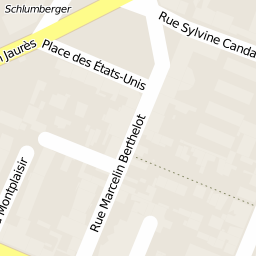 Schlumberger
Rue Sylvine Canda
Jaurès
Place des États-Unis
Rue Marcelin Berthelot
Montplaisir